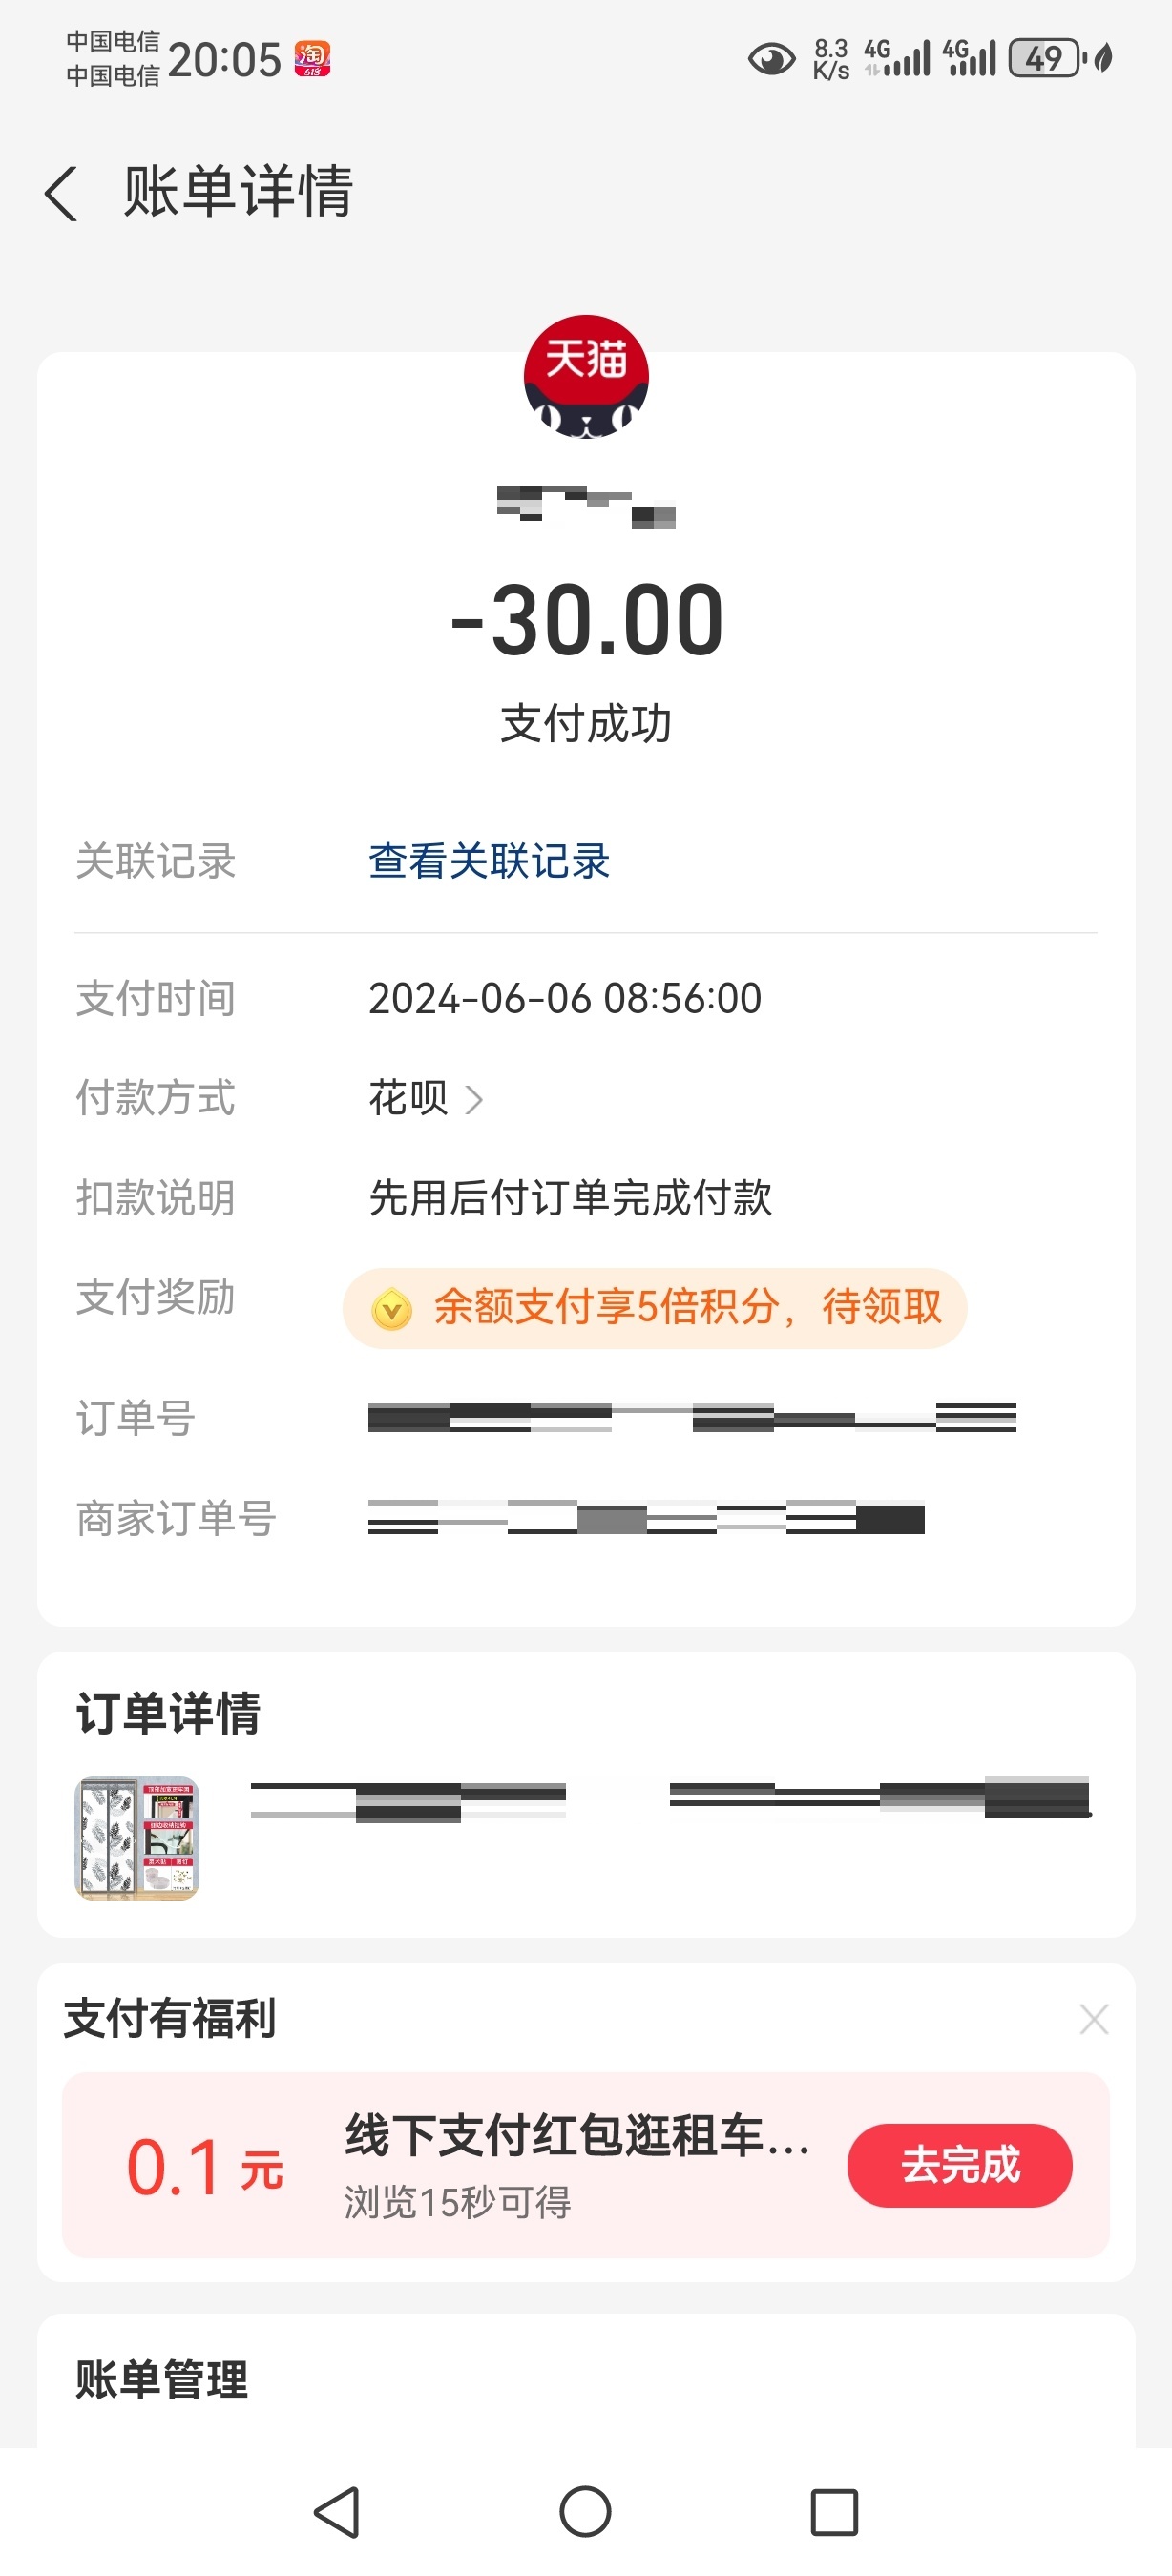 中国电信
中国电信
20:05
淘
618
8.3
K/s
4G
4G
49
账单详情
天猫
-30.00
支付成功
关联记录 查看关联记录
支付时间 2024-06-06 08:56:00
付款方式 花呗
扣款说明 先用后付订单完成付款
支付奖励 余额支付享5倍积分，待领取
订单号
商家订单号
订单详情
支付有福利
0.1元
线下支付红包逛租车...
浏览15秒可得
去完成
账单管理